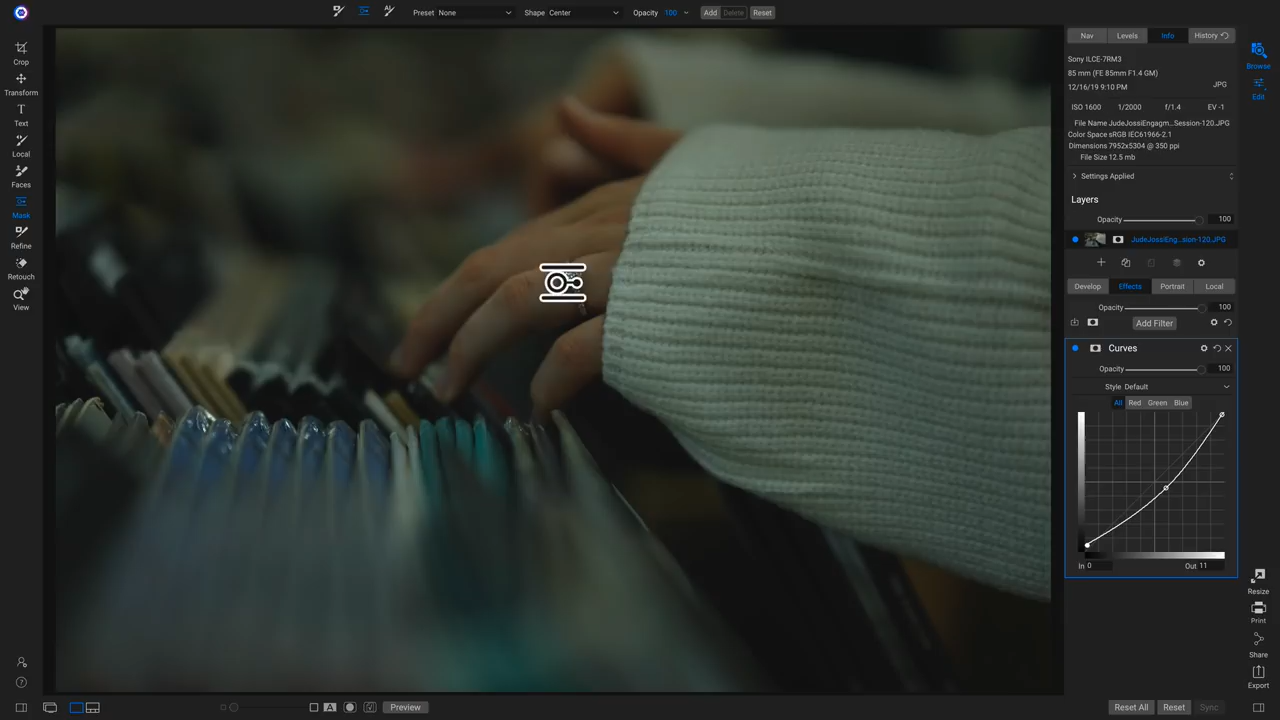 Preset None Shape Center Opacity 100 Add Delete Reset
Crop
Transform
Text
Local
Faces
Mask
Refine
Retouch
View
Nav Levels Info History
Sony ILCE-7RM3
85 mm (FE 85mm F1.4 GM)
12/16/19 9:10 PM JPG
ISO 1600 1/2000 f/1.4 EV -1
File Name JudeJossiEngagm...Session-120.JPG
Color Space sRGB IEC61966-2.1
Dimensions 7952x5304 @ 350 ppi
File Size 12.5 mb
Settings Applied
Layers
Opacity 100
JudeJossiEng...sion-120.JPG
Develop Effects Portrait Local
Opacity 100
Add Filter
Curves
Opacity 100
Style Default
All Red Green Blue
In 0 Out 11
Browse
Edit
Resize
Print
Share
Export
A Preview
Reset All Reset Sync